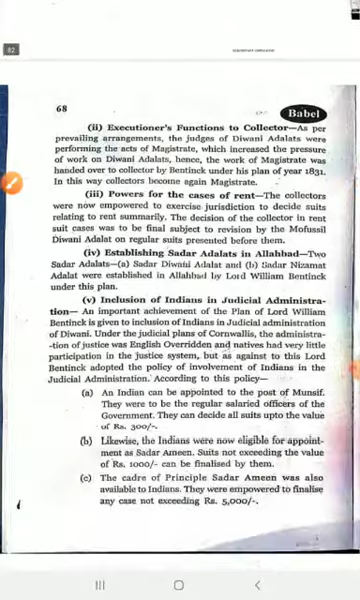 82
68
Babel
(ii) Executioner's Functions to Collector—As per
prevailing arrangements, the judges of Diwani Adalats were
performing the acts of Magistrate, which increased the pressure
of work on Diwani Adalats, hence, the work of Magistrate was
handed over to collector by Bentinck under his plan of year 1831.
In this way collectors become again Magistrate.
(iii) Powers for the cases of rent—The collectors
were now empowered to exercise jurisdiction to decide suits
relating to rent summarily. The decision of the collector in rent
suit cases was to be final subject to revision by the Mofussil
Diwani Adalat on regular suits presented before them.
(iv) Establishing Sadar Adalats in Allahbad—Two
Sadar Adalats—(a) Sadar Diwani Adalat and (b) Sadar Nizamat
Adalat were established in Allahbad by Lord William Bentinck
under this plan.
(v) Inclusion of Indians in Judicial Administra-
tion— An important achievement of the Plan of Lord William
Bentinck is given to inclusion of Indians in Judicial administration
of Diwani. Under the judicial plans of Cornwallis, the administra-
-tion of justice was English Overridden and natives had very little
participation in the justice system, but as against to this Lord
Bentinck adopted the policy of involvement of Indians in the
Judicial Administration. According to this policy—
(a) An Indian can be appointed to the post of Munsif.
They were to be the regular salaried officers of the
Government. They can decide all suits upto the value
of Rs. 300/-.
(b) Likewise, the Indians were now eligible for appoint-
ment as Sadar Ameen. Suits not exceeding the value
of Rs. 1000/- can be finalised by them.
(c) The cadre of Principle Sadar Ameen was also
available to Indians. They were empowered to finalise
any case not exceeding Rs. 5,000/-.